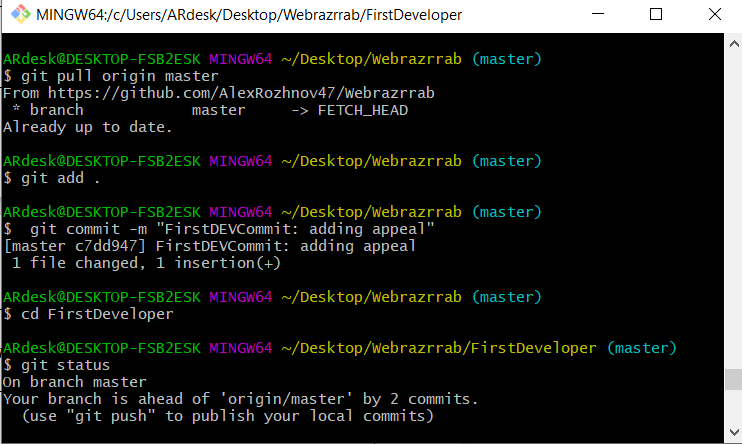 MINGW64:/c/Users/ARdesk/Desktop/Webrazrrab/FirstDeveloper
ARdesk@DESKTOP-FSB2ESK MINGW64 ~/Desktop/Webrazrrab (master)
$ git pull origin master
From https://github.com/AlexRozhnov47/Webrazrrab
 * branch            master     -> FETCH_HEAD
Already up to date.
ARdesk@DESKTOP-FSB2ESK MINGW64 ~/Desktop/Webrazrrab (master)
$ git add .
ARdesk@DESKTOP-FSB2ESK MINGW64 ~/Desktop/Webrazrrab (master)
$  git commit -m "FirstDEVCommit: adding appeal"
[master c7dd947] FirstDEVCommit: adding appeal
 1 file changed, 1 insertion(+)
ARdesk@DESKTOP-FSB2ESK MINGW64 ~/Desktop/Webrazrrab (master)
$ cd FirstDeveloper
ARdesk@DESKTOP-FSB2ESK MINGW64 ~/Desktop/Webrazrrab/FirstDeveloper (master)
$ git status
On branch master
Your branch is ahead of 'origin/master' by 2 commits.
  (use "git push" to publish your local commits)